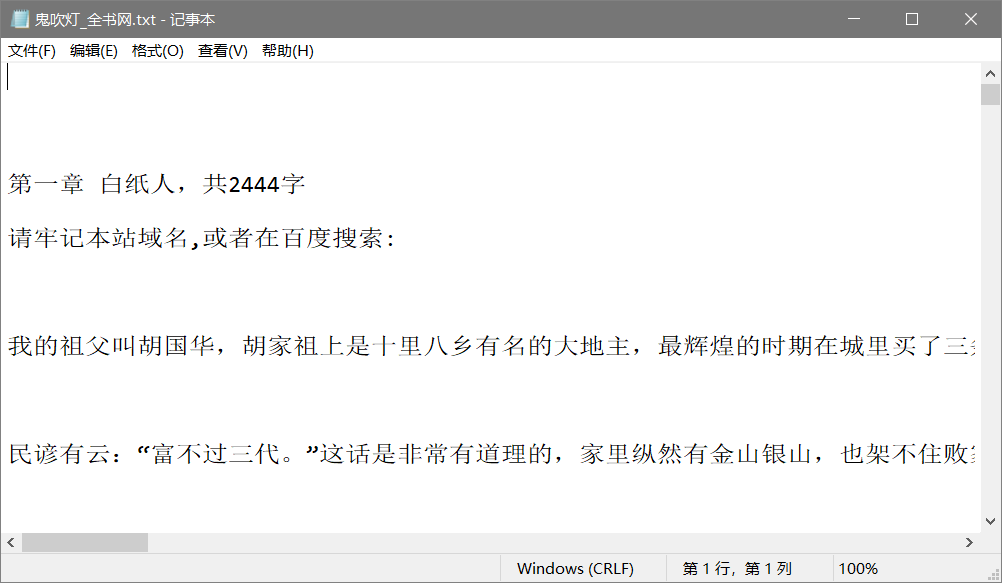 鬼吹灯_全书网.txt - 记事本
文件(F) 编辑(E) 格式(O) 查看(V) 帮助(H)
第一章 白纸人，共2444字
请牢记本站域名,或者在百度搜索:
我的祖父叫胡国华，胡家祖上是十里八乡有名的大地主，最辉煌的时期在城里买了三
民谚有云：“富不过三代。”这话是非常有道理的，家里纵然有金山银山，也架不住败
Windows (CRLF) 第 1 行，第 1 列 100%